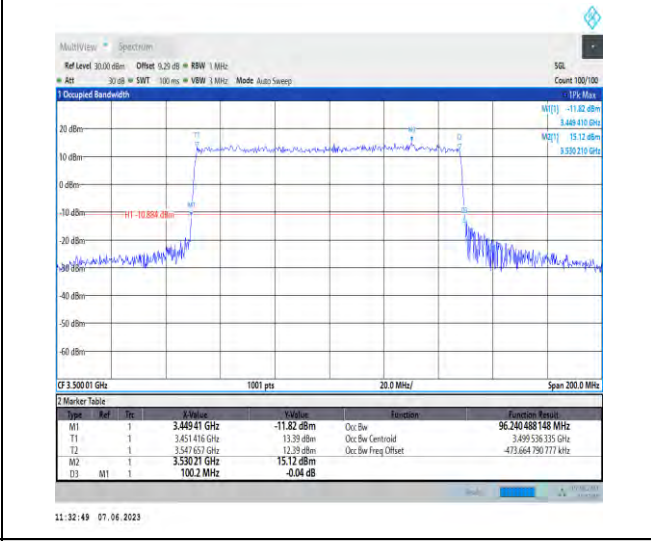 MultiView Spectrum
Ref Level 30.00 dBm Offset 9.29 dB RBW 1 MHz SGL
Att 30 dB SWT 100 ms VBW 3 MHz Mode Auto Sweep Count 100/100
1 Occupied Bandwidth 1Pk Max
M1[1] -11.82 dBm
3.449 410 GHz
M2[1] 15.12 dBm
3.530 210 GHz
20 dBm
T1
10 dBm
0 dBm
M1
-10 dBm
H1 -10.884 dBm
-20 dBm
-30 dBm
-40 dBm
-50 dBm
-60 dBm
CF 3.500 01 GHz 1001 pts 20.0 MHz/ Span 200.0 MHz
2 Marker Table
Type Ref Trc X-Value Y-Value Function Function Result
M1 1 3.449 41 GHz -11.82 dBm Occ Bw 96.240 488 148 MHz
T1 1 3.451 416 GHz 13.39 dBm Occ Bw Centroid 3.499 536 335 GHz
T2 1 3.547 657 GHz 12.39 dBm Occ Bw Freq Offset -473.664 790 777 kHz
M2 1 3.530 21 GHz 15.12 dBm
D3 M1 1 100.2 MHz -0.04 dB
11:32:49 07.06.2023